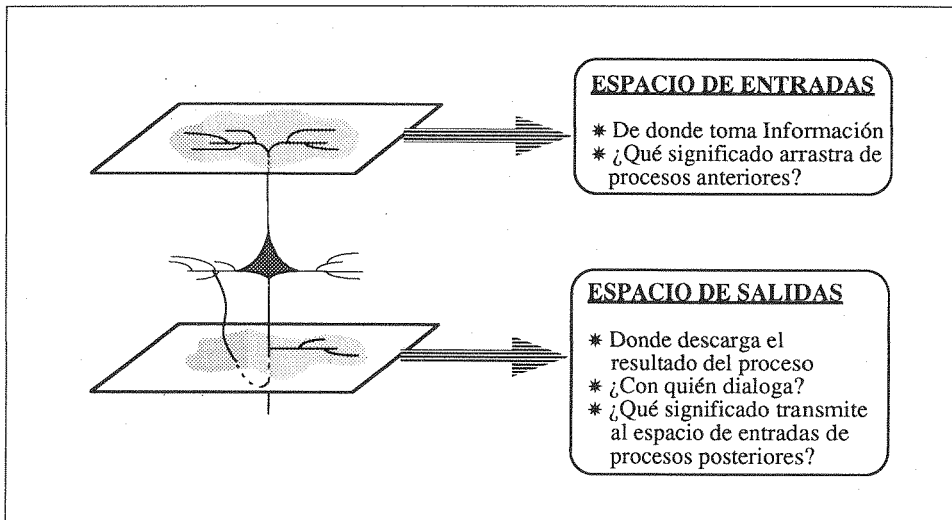 ESPACIO DE ENTRADAS
✷ De donde toma Información
✷ ¿Qué significado arrastra de
procesos anteriores?
ESPACIO DE SALIDAS
✷ Donde descarga el
resultado del proceso
✷ ¿Con quién dialoga?
✷ ¿Qué significado transmite
al espacio de entradas de
procesos posteriores?